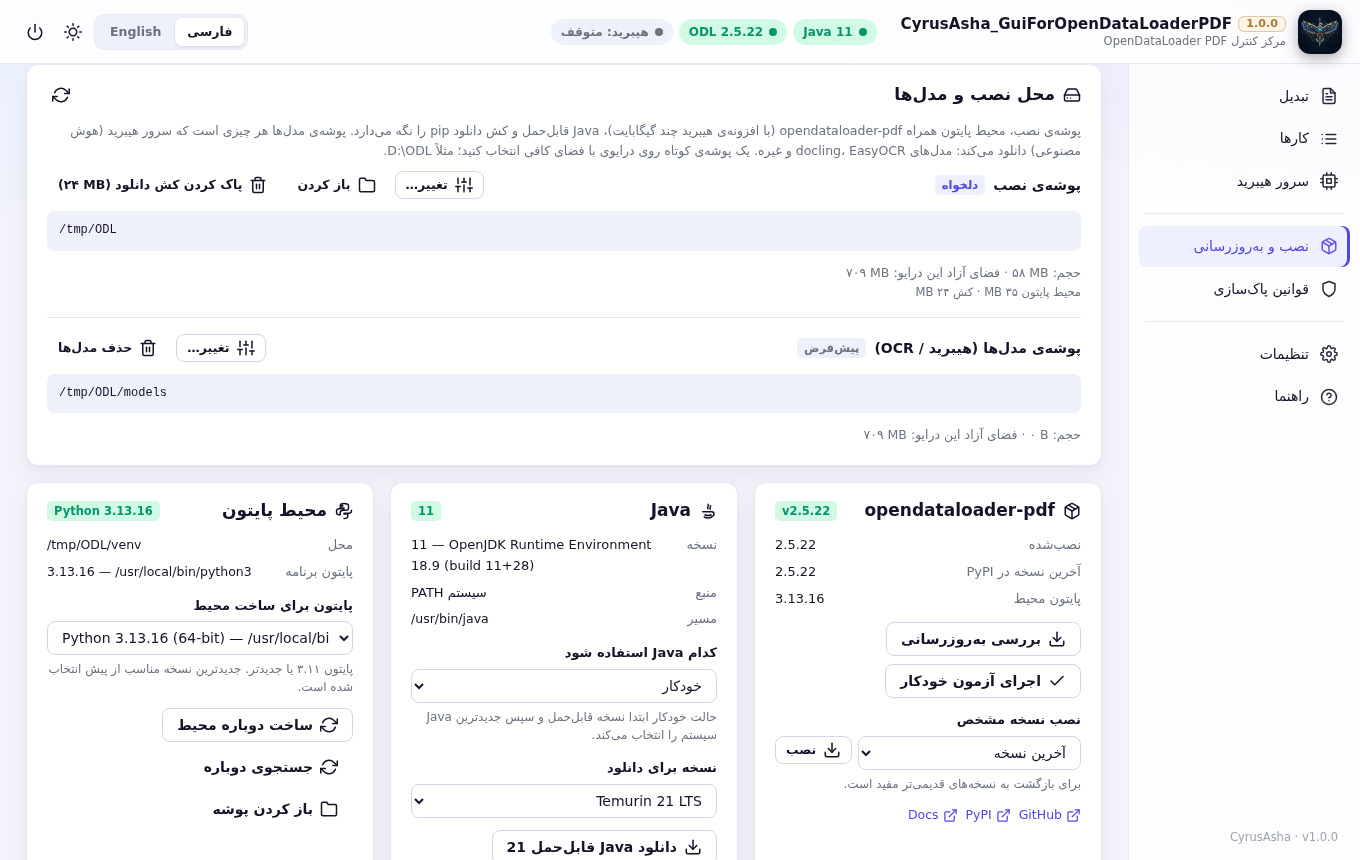 CyrusAsha_GuiForOpenDataLoaderPDF 1.0.0
مرکز کنترل OpenDataLoader PDF
Java 11
ODL 2.5.22
هیبرید: متوقف
فارسی
English
تبدیل
کارها
سرور هیبرید
نصب و به‌روزرسانی
قوانین پاک‌سازی
تنظیمات
راهنما
CyrusAsha · v1.0.0
محل نصب و مدل‌ها
پوشه‌ی نصب، محیط پایتون همراه opendataloader-pdf (با افزونه‌ی هیبرید چند گیگابایت)، Java قابل‌حمل و کش دانلود pip را نگه می‌دارد. پوشه‌ی مدل‌ها هر چیزی است که سرور هیبرید (هوش
مصنوعی) دانلود می‌کند: مدل‌های docling، EasyOCR و غیره. یک پوشه‌ی کوتاه روی درایوی با فضای کافی انتخاب کنید؛ مثلاً D:\ODL.
پوشه‌ی نصب دلخواه
تغییر...
باز کردن
پاک کردن کش دانلود (۲۴ MB)
/tmp/ODL
حجم: ۵۸ MB · فضای آزاد این درایو: ۷۰۹ MB
محیط پایتون ۳۵ MB · کش ۲۴ MB
پوشه‌ی مدل‌ها (هیبرید / OCR) پیش‌فرض
تغییر...
حذف مدل‌ها
/tmp/ODL/models
حجم: ۰ B · فضای آزاد این درایو: ۷۰۹ MB
opendataloader-pdf v2.5.22
نصب‌شده 2.5.22
آخرین نسخه در PyPI 2.5.22
پایتون محیط 3.13.16
بررسی به‌روزرسانی
اجرای آزمون خودکار
نصب نسخه مشخص
آخرین نسخه
نصب
برای بازگشت به نسخه‌های قدیمی‌تر مفید است.
GitHub
PyPI
Docs
Java 11
نسخه 11 — OpenJDK Runtime Environment
18.9 (build 11+28)
منبع سیستم PATH
مسیر /usr/bin/java
کدام Java استفاده شود
خودکار
حالت خودکار ابتدا نسخه قابل‌حمل و سپس جدیدترین Java
سیستم را انتخاب می‌کند.
نسخه برای دانلود
Temurin 21 LTS
دانلود Java قابل‌حمل 21
محیط پایتون Python 3.13.16
محل /tmp/ODL/venv
پایتون برنامه 3.13.16 — /usr/local/bin/python3
پایتون برای ساخت محیط
Python 3.13.16 (64-bit) — /usr/local/bi
پایتون ۳.۱۱ یا جدیدتر. جدیدترین نسخه مناسب از پیش انتخاب
شده است.
ساخت دوباره محیط
جستجوی دوباره
باز کردن پوشه